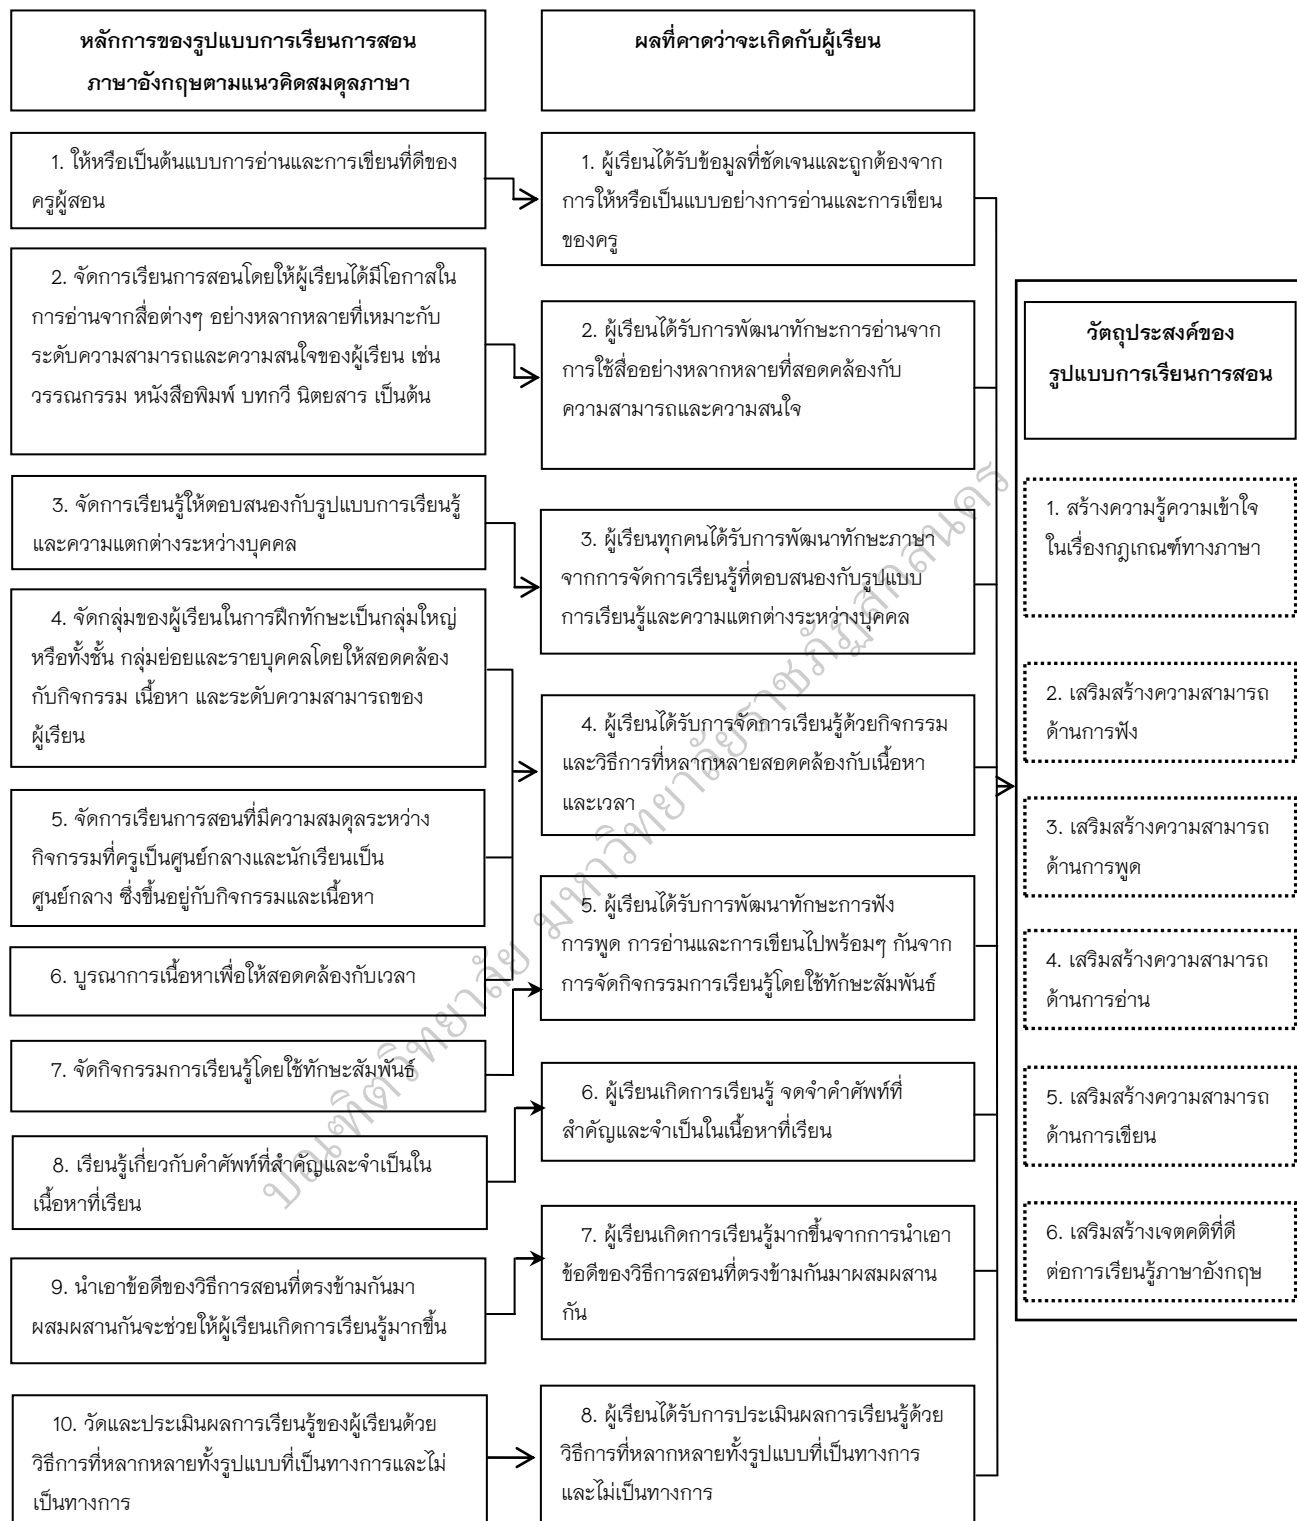 หลักการของรูปแบบการเรียนการสอน
ภาษาอังกฤษตามแนวคิดสมดุลภาษา
1. ให้หรือเป็นต้นแบบการอ่านและการเขียนที่ดีของ
ครูผู้สอน
2. จัดการเรียนการสอนโดยให้ผู้เรียนได้มีโอกาสใน
การอ่านจากสื่อต่างๆ อย่างหลากหลายที่เหมาะกับ
ระดับความสามารถและความสนใจของผู้เรียน เช่น
วรรณกรรม หนังสือพิมพ์ บทกวี นิตยสาร เป็นต้น
3. จัดการเรียนรู้ให้ตอบสนองกับรูปแบบการเรียนรู้
และความแตกต่างระหว่างบุคคล
4. จัดกลุ่มของผู้เรียนในการฝึกทักษะเป็นกลุ่มใหญ่
หรือทั้งชั้น กลุ่มย่อยและรายบุคคลโดยให้สอดคล้อง
กับกิจกรรม เนื้อหา และระดับความสามารถของ
ผู้เรียน
5. จัดการเรียนการสอนที่มีความสมดุลระหว่าง
กิจกรรมที่ครูเป็นศูนย์กลางและนักเรียนเป็น
ศูนย์กลาง ซึ่งขึ้นอยู่กับกิจกรรมและเนื้อหา
6. บูรณาการเนื้อหาเพื่อให้สอดคล้องกับเวลา
7. จัดกิจกรรมการเรียนรู้โดยใช้ทักษะสัมพันธ์
8. เรียนรู้เกี่ยวกับคำศัพท์ที่สำคัญและจำเป็นใน
เนื้อหาที่เรียน
9. นำเอาข้อดีของวิธีการสอนที่ตรงข้ามกันมา
ผสมผสานกันจะช่วยให้ผู้เรียนเกิดการเรียนรู้มากขึ้น
10. วัดและประเมินผลการเรียนรู้ของผู้เรียนด้วย
วิธีการที่หลากหลายทั้งรูปแบบที่เป็นทางการและไม่
เป็นทางการ
ผลที่คาดว่าจะเกิดกับผู้เรียน
1. ผู้เรียนได้รับข้อมูลที่ชัดเจนและถูกต้องจาก
การให้หรือเป็นแบบอย่างการอ่านและการเขียน
ของครู
2. ผู้เรียนได้รับการพัฒนาทักษะการอ่านจาก
การใช้สื่ออย่างหลากหลายที่สอดคล้องกับ
ความสามารถและความสนใจ
3. ผู้เรียนทุกคนได้รับการพัฒนาทักษะภาษา
จากการจัดการเรียนรู้ที่ตอบสนองกับรูปแบบ
การเรียนรู้และความแตกต่างระหว่างบุคคล
4. ผู้เรียนได้รับการจัดการเรียนรู้ด้วยกิจกรรม
และวิธีการที่หลากหลายสอดคล้องกับเนื้อหา
และเวลา
5. ผู้เรียนได้รับการพัฒนาทักษะการฟัง
การพูด การอ่านและการเขียนไปพร้อมๆ กันจาก
การจัดกิจกรรมการเรียนรู้โดยใช้ทักษะสัมพันธ์
6. ผู้เรียนเกิดการเรียนรู้ จดจำคำศัพท์ที่
สำคัญและจำเป็นในเนื้อหาที่เรียน
7. ผู้เรียนเกิดการเรียนรู้มากขึ้นจากการนำเอา
ข้อดีของวิธีการสอนที่ตรงข้ามกันมาผสมผสาน
กัน
8. ผู้เรียนได้รับการประเมินผลการเรียนรู้ด้วย
วิธีการที่หลากหลายทั้งรูปแบบที่เป็นทางการ
และไม่เป็นทางการ
วัตถุประสงค์ของ
รูปแบบการเรียนการสอน
1. สร้างความรู้ความเข้าใจ
ในเรื่องกฎเกณฑ์ทางภาษา
2. เสริมสร้างความสามารถ
ด้านการฟัง
3. เสริมสร้างความสามารถ
ด้านการพูด
4. เสริมสร้างความสามารถ
ด้านการอ่าน
5. เสริมสร้างความสามารถ
ด้านการเขียน
6. เสริมสร้างเจตคติที่ดี
ต่อการเรียนรู้ภาษาอังกฤษ
บัณฑิตวิทยาลัย มหาวิทยาลัยราชภัฏสกลนคร